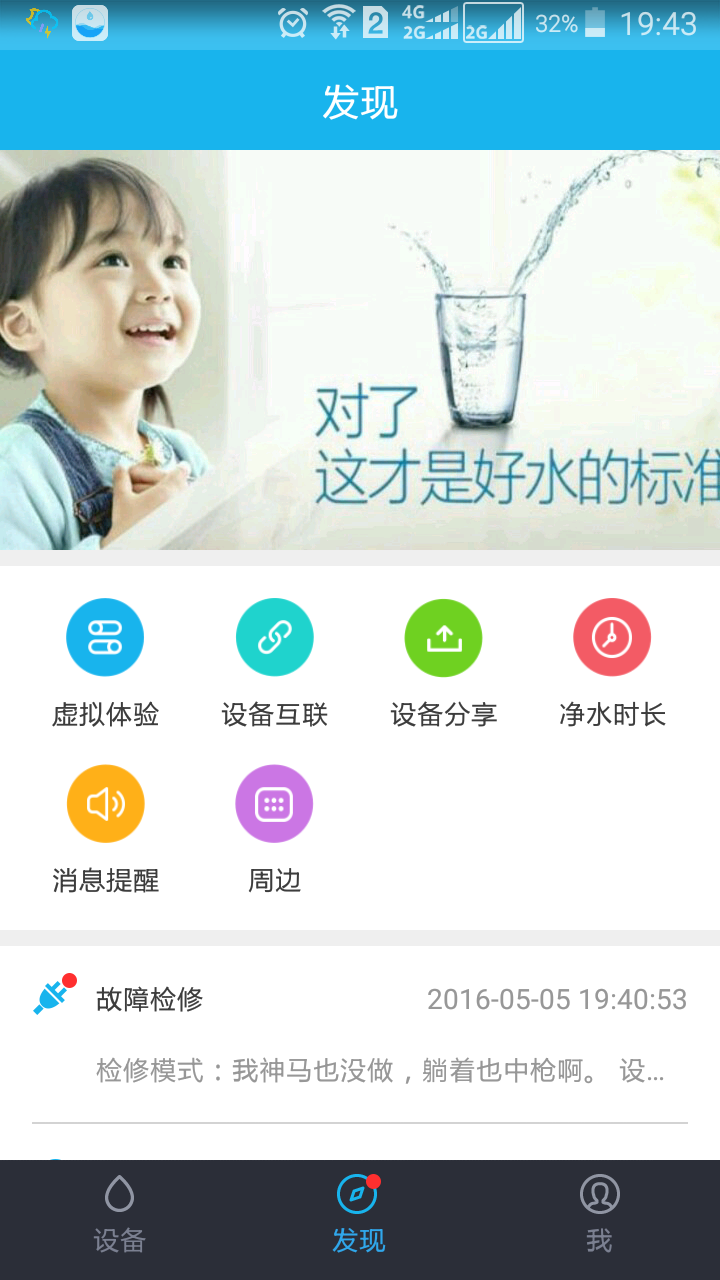 2 4G 2G 2G 32% 19:43
发现
对了
这才是好水的标准
虚拟体验 设备互联 设备分享 净水时长
消息提醒 周边
故障检修 2016-05-05 19:40:53
检修模式：我神马也没做，躺着也中枪啊。 设...
设备 发现 我